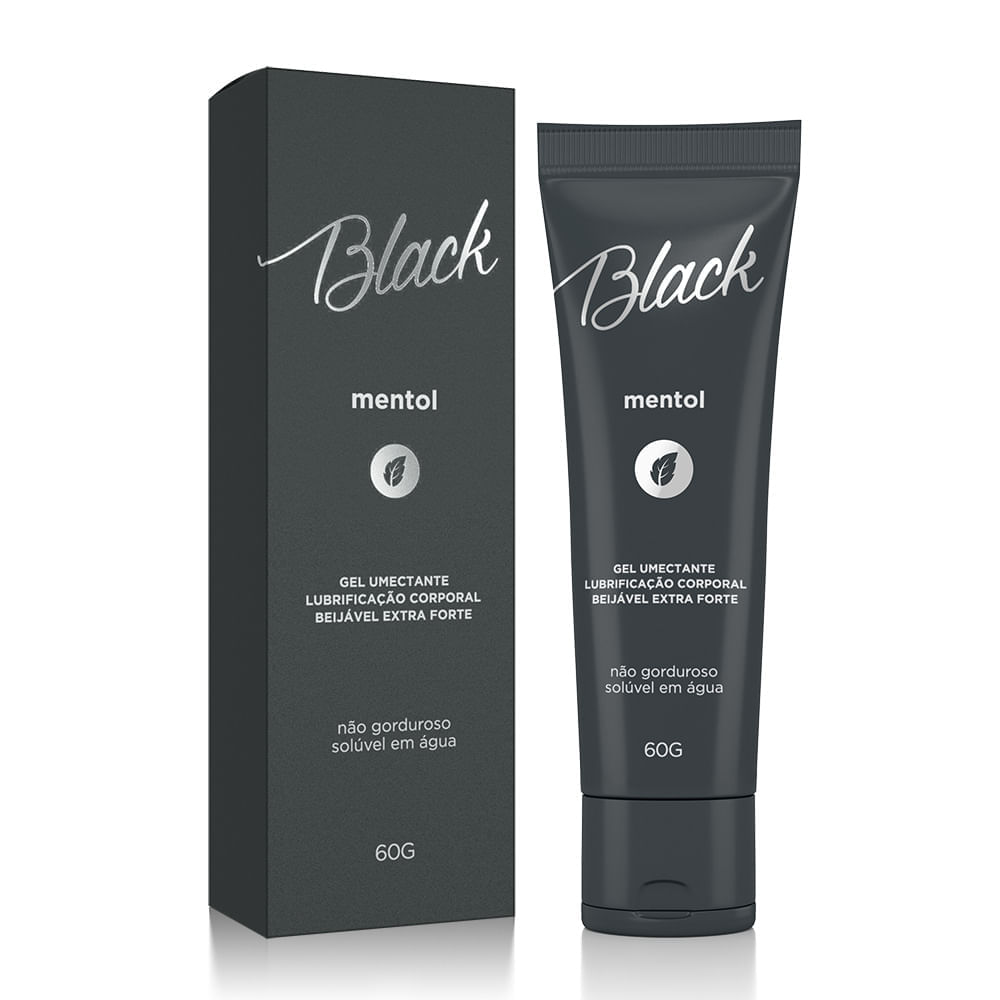 Black
mentol
GEL UMECTANTE
LUBRIFICAÇÃO CORPORAL
BEIJÁVEL EXTRA FORTE
não gorduroso
solúvel em água
60G
Black
mentol
GEL UMECTANTE
LUBRIFICAÇÃO CORPORAL
BEIJÁVEL EXTRA FORTE
não gorduroso
solúvel em água
60G